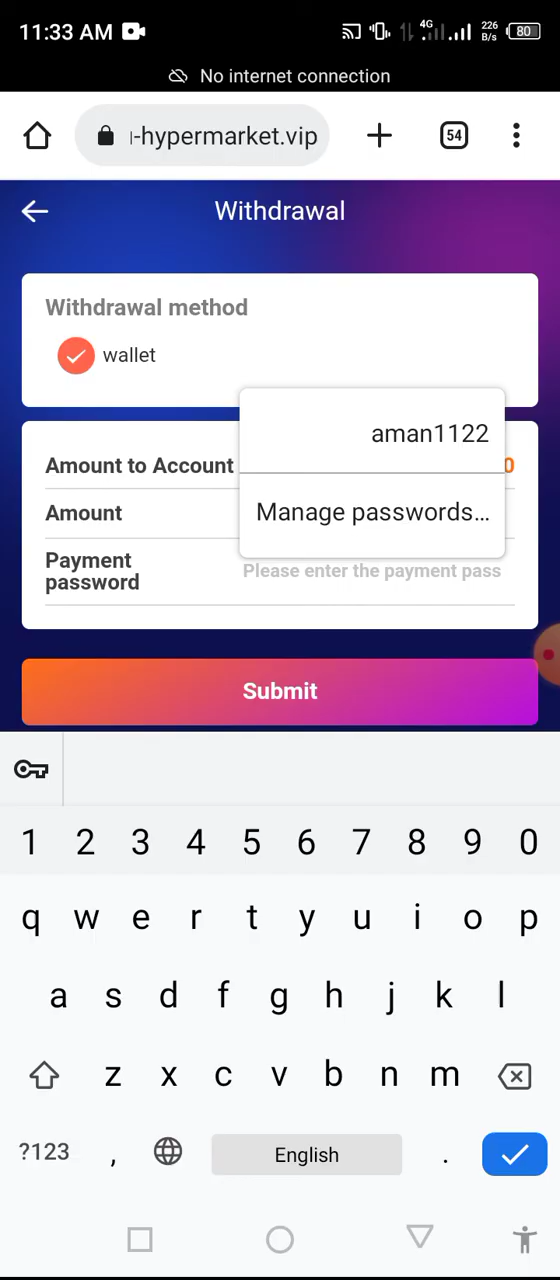 11:33 AM 4G 226 B/s 80
No internet connection
-hypermarket.vip 54
Withdrawal
Withdrawal method
wallet
aman1122
Amount to Account 0
Manage passwords...
Amount
Payment
password
Please enter the payment pass
Submit
1 2 3 4 5 6 7 8 9 0
q w e r t y u i o p
a s d f g h j k l
z x c v b n m
?123 , English .